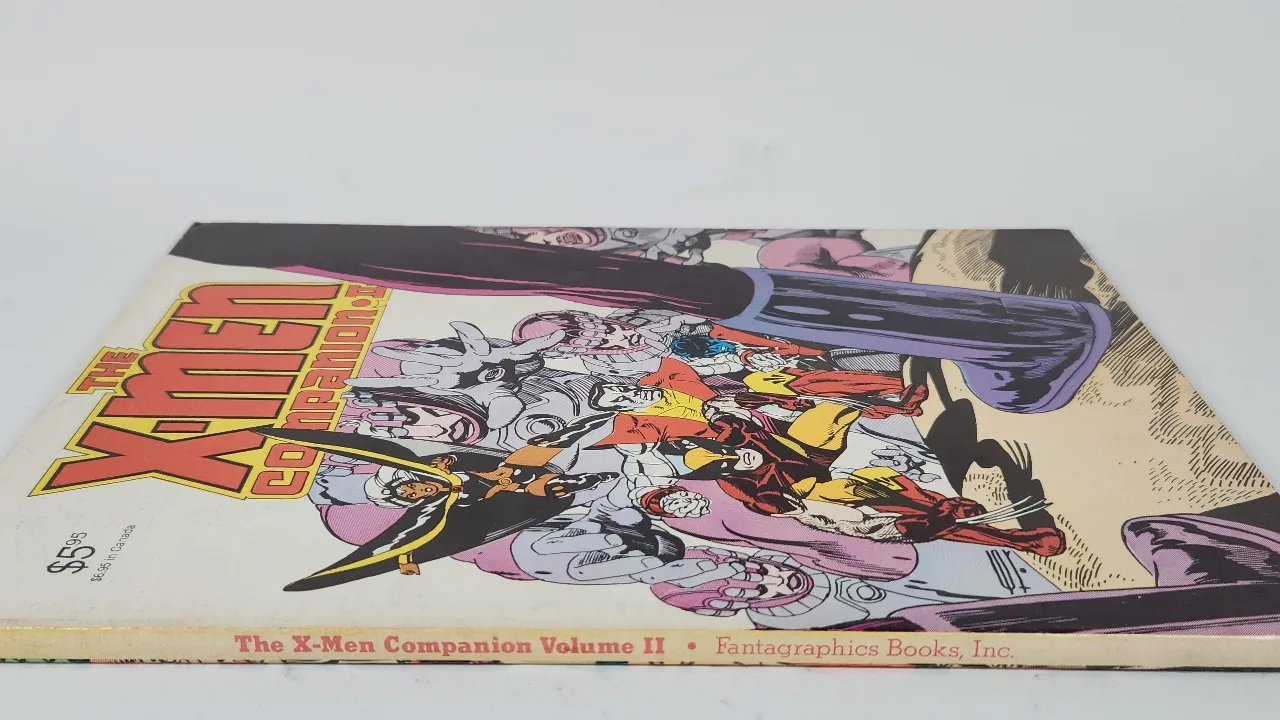 THE
X-MEN
COMPANION•II
$5.95
$6.95 in Canada
The X-Men Companion Volume II • Fantagraphics Books, Inc.